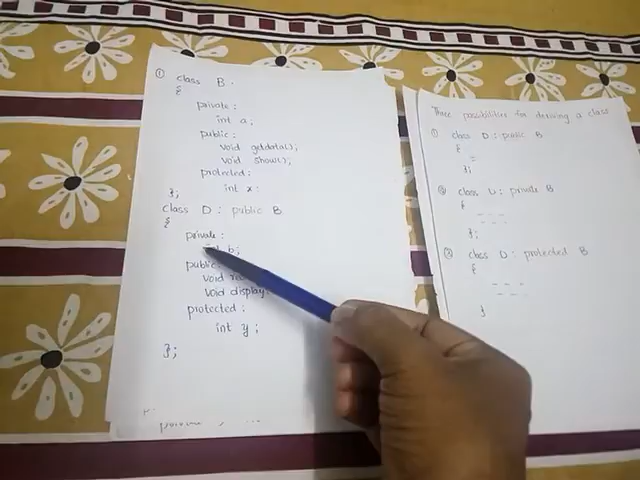 ① class B.
{
private:
int a;
public:
void getdata();
void show();
protected:
int x:
};
class D: public B
{
private:
int b;
public
void
void display
protected:
int y;
};
Three possibilities for deriving a class
① class D: public B
{
};
② class D: private B
{
};
③ class D: protected B
{
}